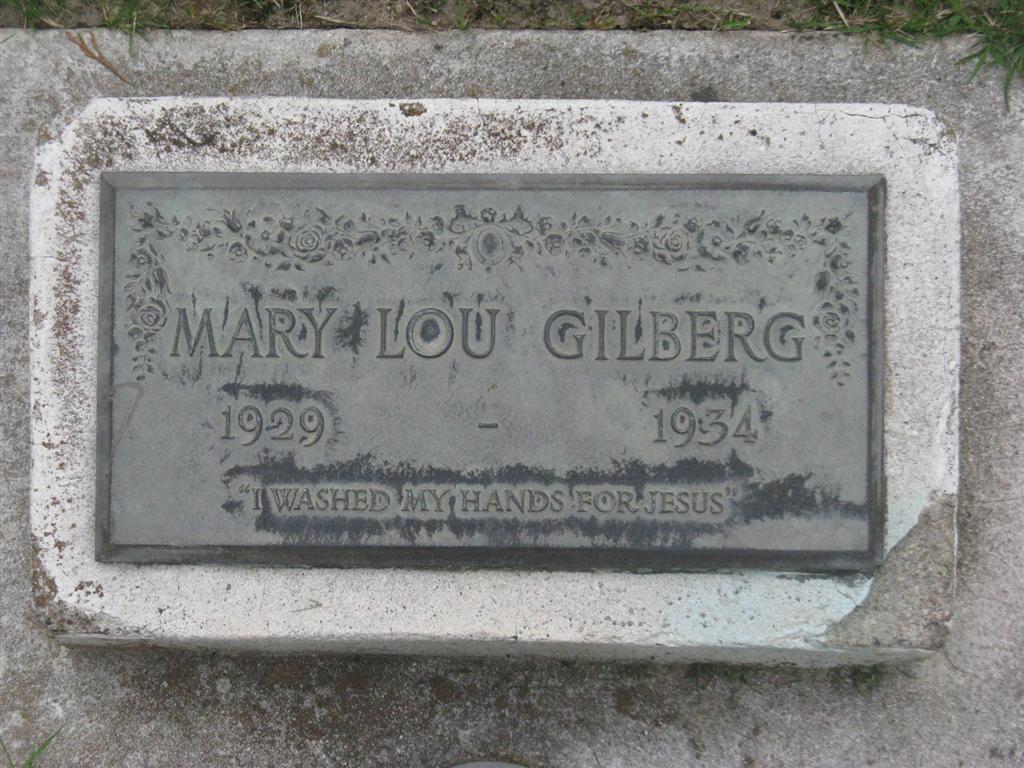 MARY LOU GILBERG
1929 - 1934
"I WASHED MY HANDS FOR JESUS"